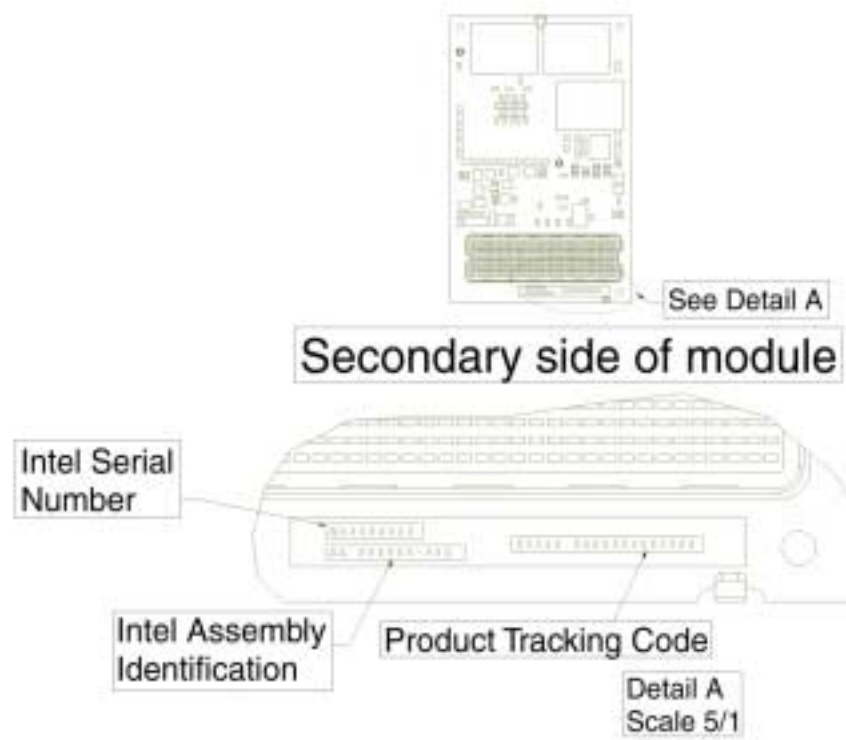 See Detail A
Secondary side of module
Intel Serial
Number
Intel Assembly
Identification
Product Tracking Code
Detail A
Scale 5/1